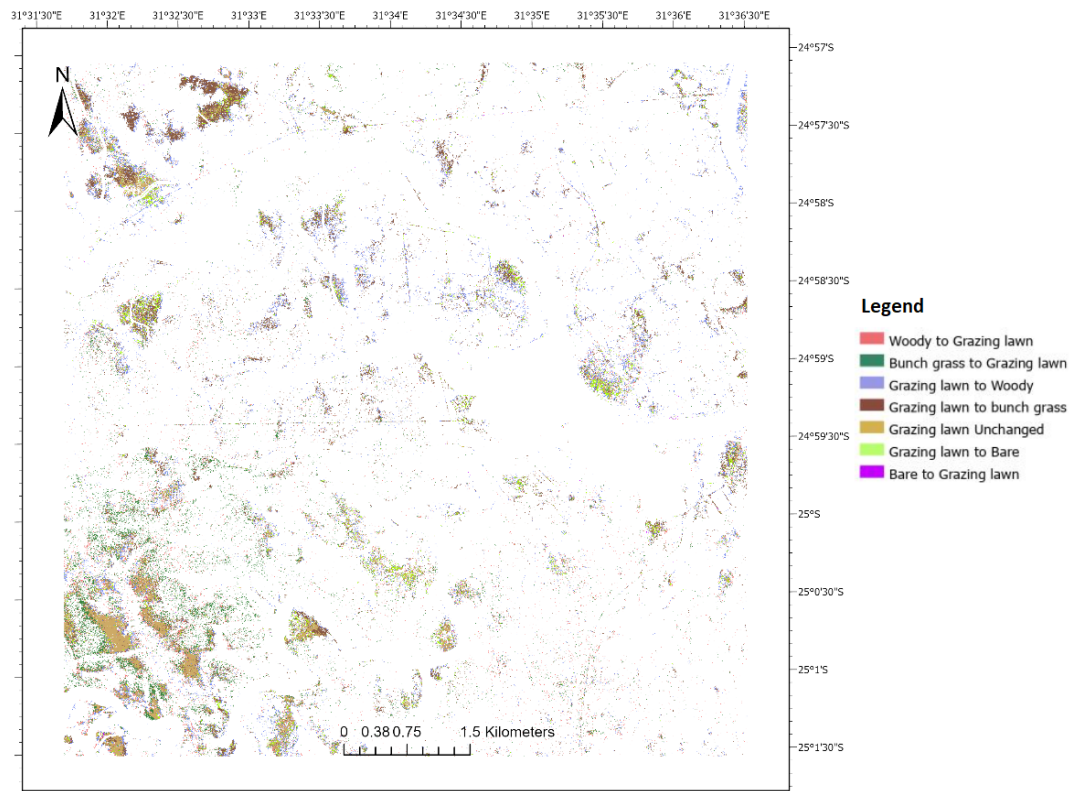 31°31'30"E 31°32'E 31°32'30"E 31°33'E 31°33'30"E 31°34'E 31°34'30"E 31°35'E 31°35'30"E 31°36'E 31°36'30"E
24°57'S
N
24°57'30"S
24°58'S
24°58'30"S
Legend
Woody to Grazing lawn
Bunch grass to Grazing lawn
Grazing lawn to Woody
Grazing lawn to bunch grass
Grazing lawn Unchanged
Grazing lawn to Bare
Bare to Grazing lawn
24°59'S
24°59'30"S
25°S
25°0'30"S
25°1'S
0 0.38 0.75 1.5 Kilometers
25°1'30"S